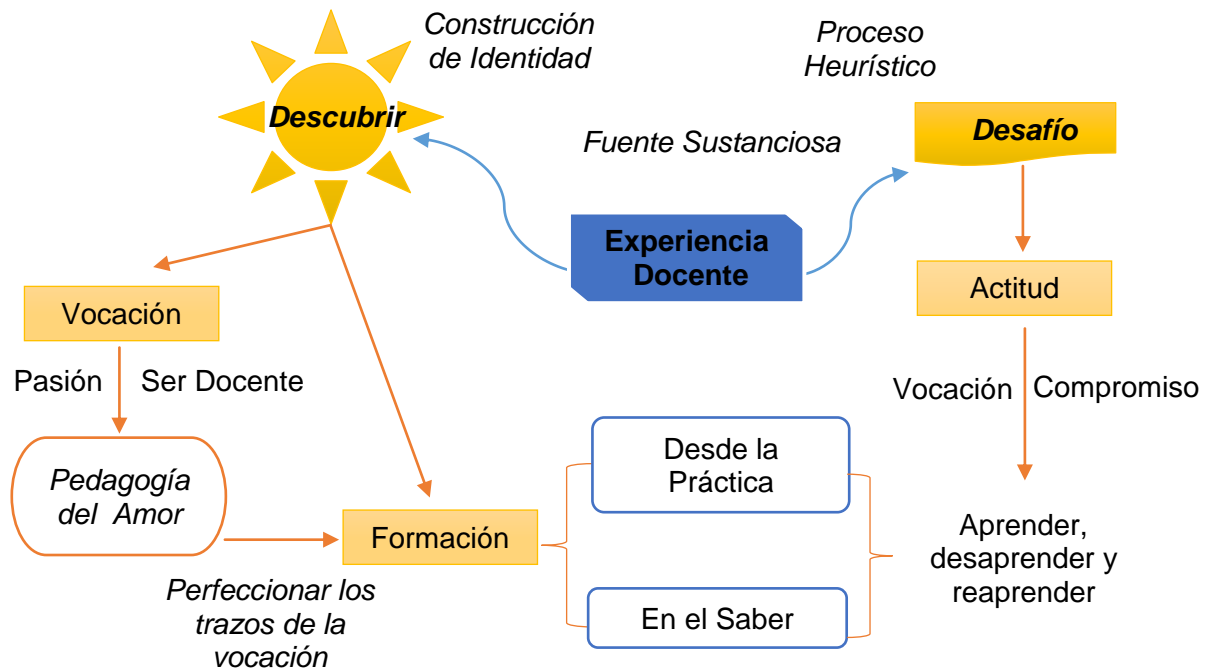 Construcción
de Identidad
Proceso
Heurístico
Descubrir
Fuente Sustanciosa
Desafío
Experiencia
Docente
Vocación
Actitud
Pasión
Ser Docente
Vocación
Compromiso
Pedagogía
del Amor
Desde la
Práctica
Formación
Aprender,
desaprender y
reaprender
Perfeccionar los
trazos de la
vocación
En el Saber